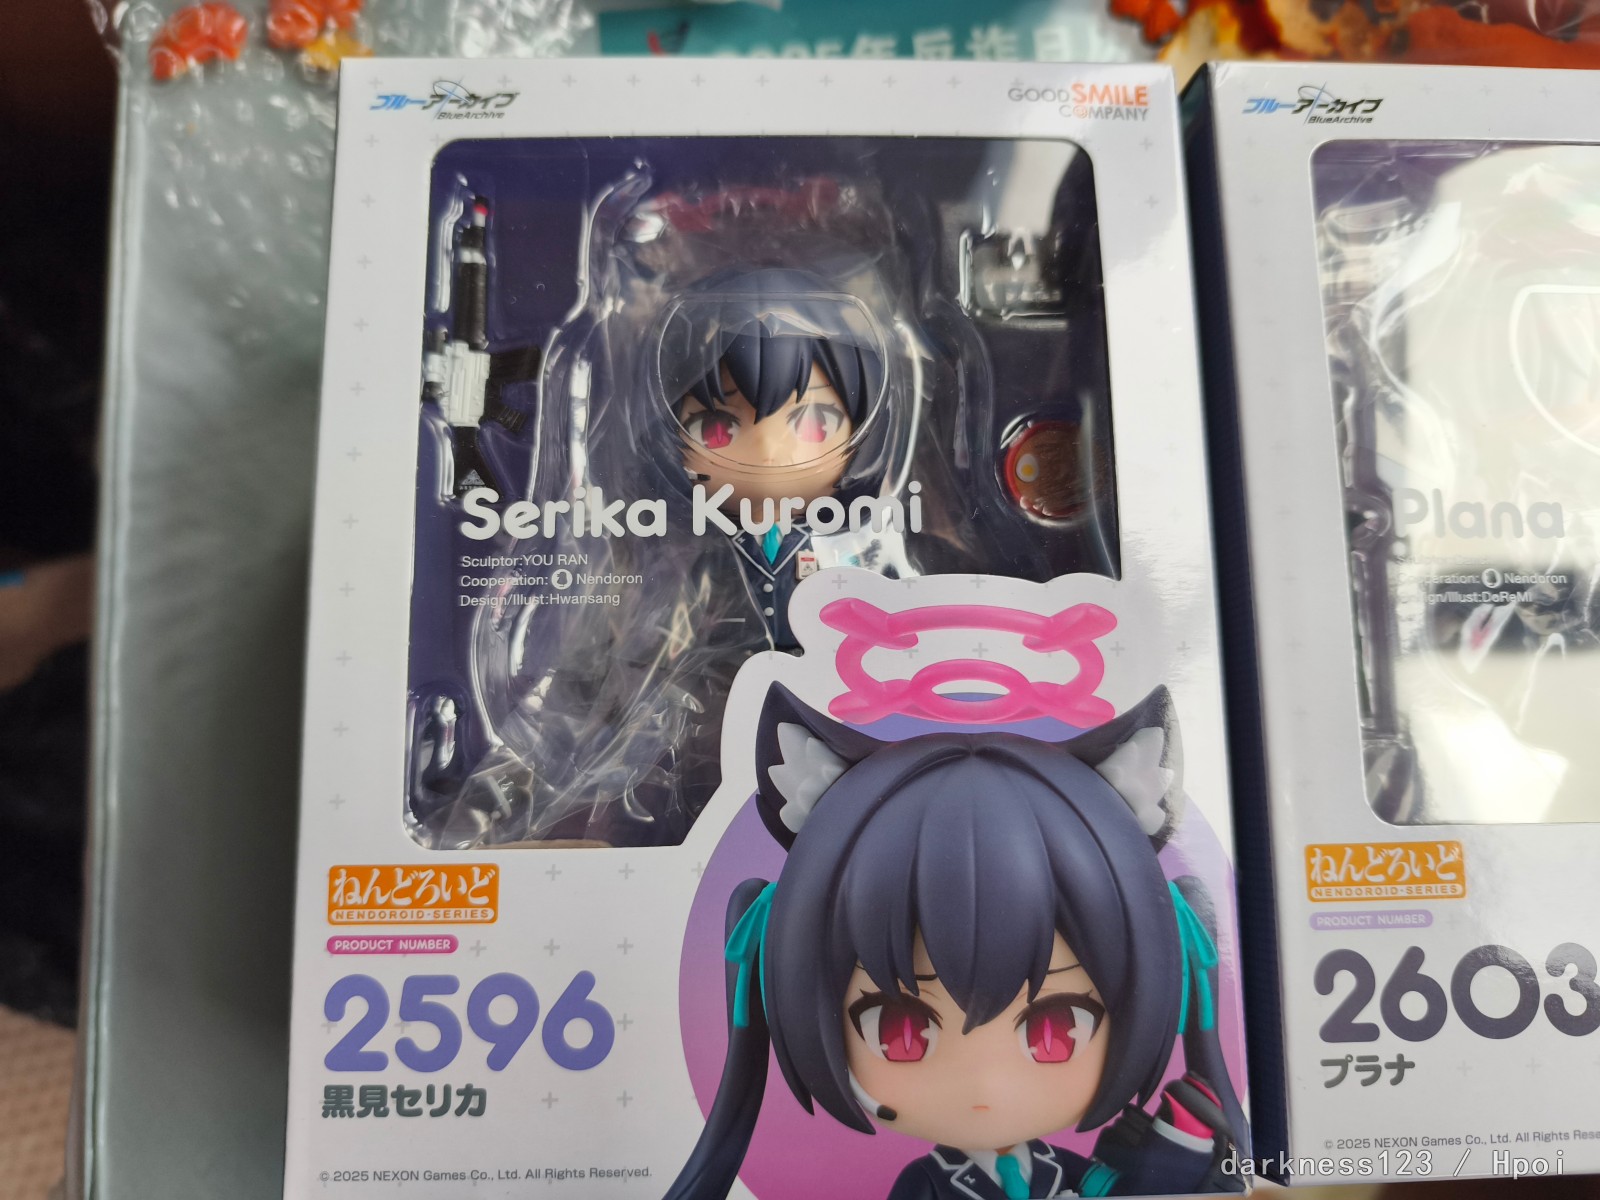 ブルーアーカイブ
BlueArchive
GOOD SMILE
COMPANY
Serika Kuromi
Sculptor:YOU RAN
Cooperation: Nendoron
Design/Illust:Hwansang
ねんどろいど
NENDOROID-SERIES
PRODUCT NUMBER
2596
黒見セリカ
© 2025 NEXON Games Co., Ltd. All Rights Reserved.
ブルーアーカイブ
BlueArchive
Plana
Cooperation: Nendoron
Design/Illust:DoReMi
ねんどろいど
NENDOROID-SERIES
PRODUCT NUMBER
2603
プラナ
© 2025 NEXON Games Co., Ltd. All Rights
darkness123 / Hpoi